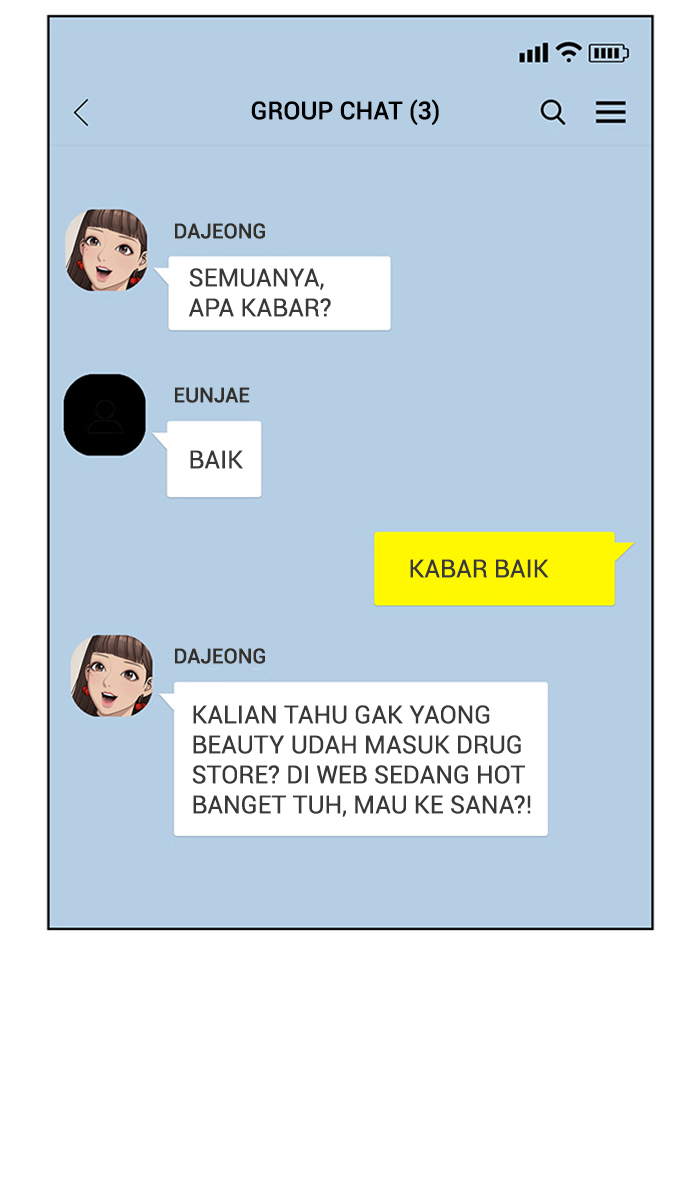 GROUP CHAT (3)
DAJEONG
SEMUANYA,
APA KABAR?
EUNJAE
BAIK
KABAR BAIK
DAJEONG
KALIAN TAHU GAK YAONG
BEAUTY UDAH MASUK DRUG
STORE? DI WEB SEDANG HOT
BANGET TUH, MAU KE SANA?!